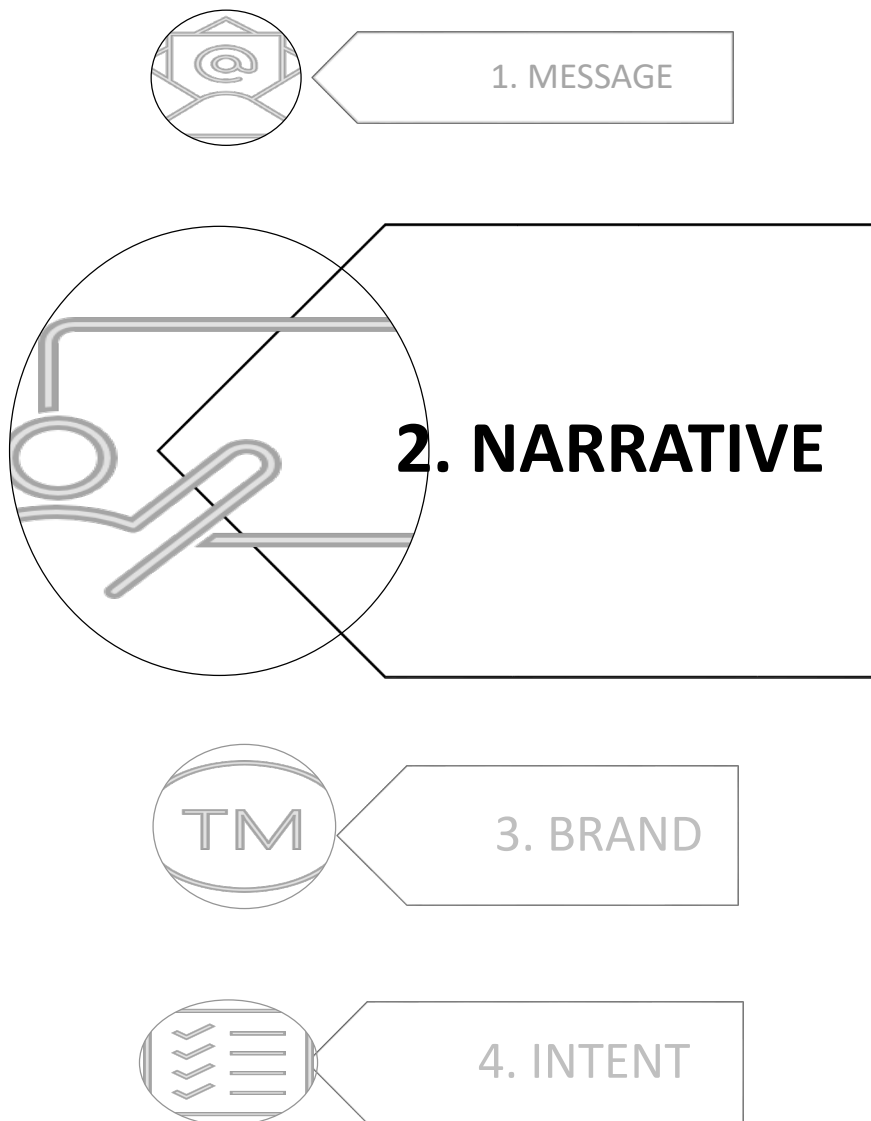 @
1. MESSAGE
2. NARRATIVE
TM
3. BRAND
4. INTENT